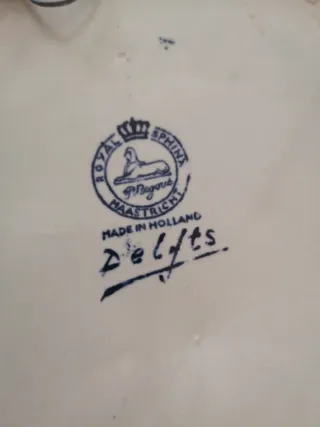 ROYAL SPHINX
P. Regout
MAASTRICHT
MADE IN HOLLAND
Delfts